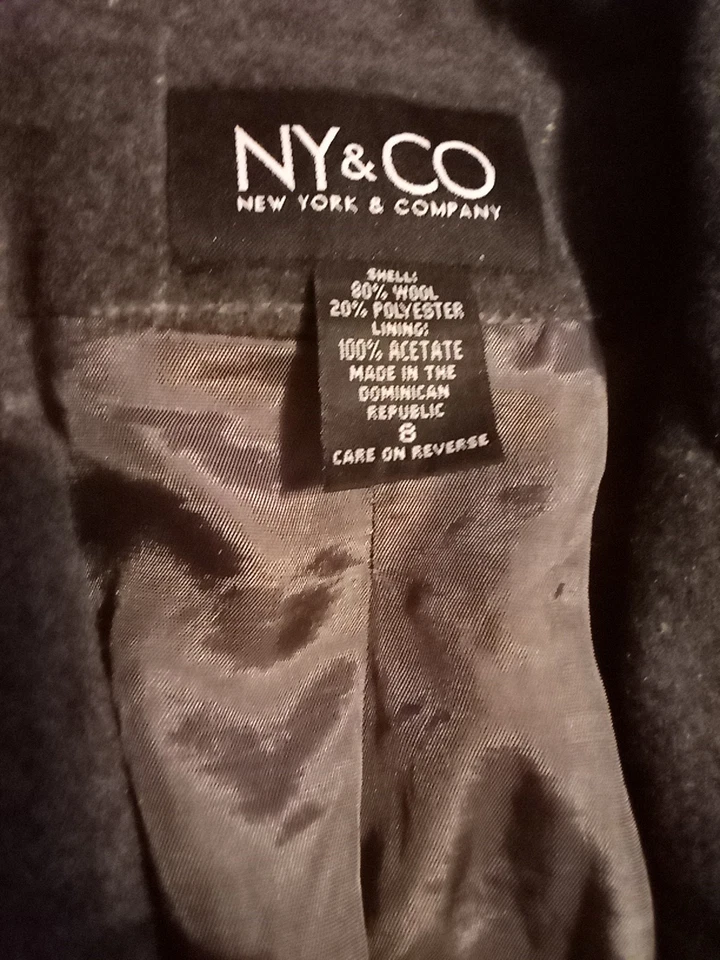 NY&CO
NEW YORK & COMPANY
SHELL:
80% WOOL
20% POLYESTER
LINING:
100% ACETATE
MADE IN THE
DOMINICAN
REPUBLIC
8
CARE ON REVERSE